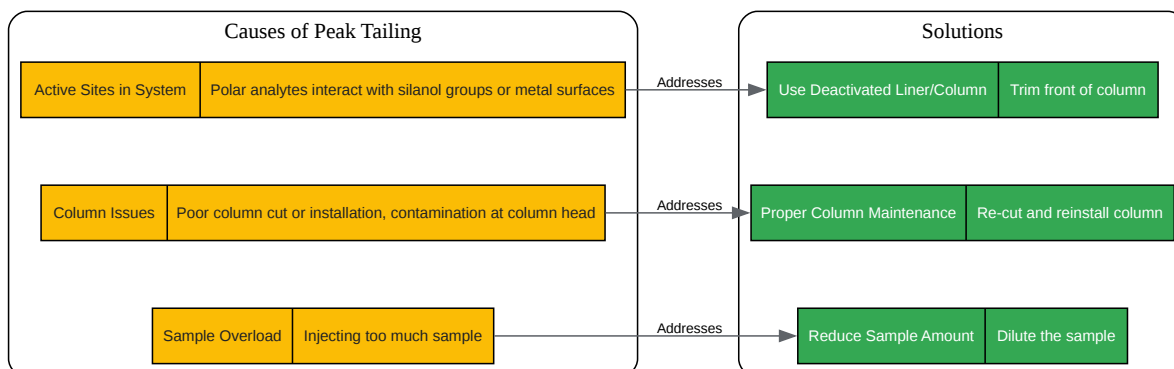 Causes of Peak Tailing
Solutions
Active Sites in System
Polar analytes interact with silanol groups or metal surfaces
Addresses
Use Deactivated Liner/Column
Trim front of column
Column Issues
Poor column cut or installation, contamination at column head
Addresses
Proper Column Maintenance
Re-cut and reinstall column
Sample Overload
Injecting too much sample
Addresses
Reduce Sample Amount
Dilute the sample